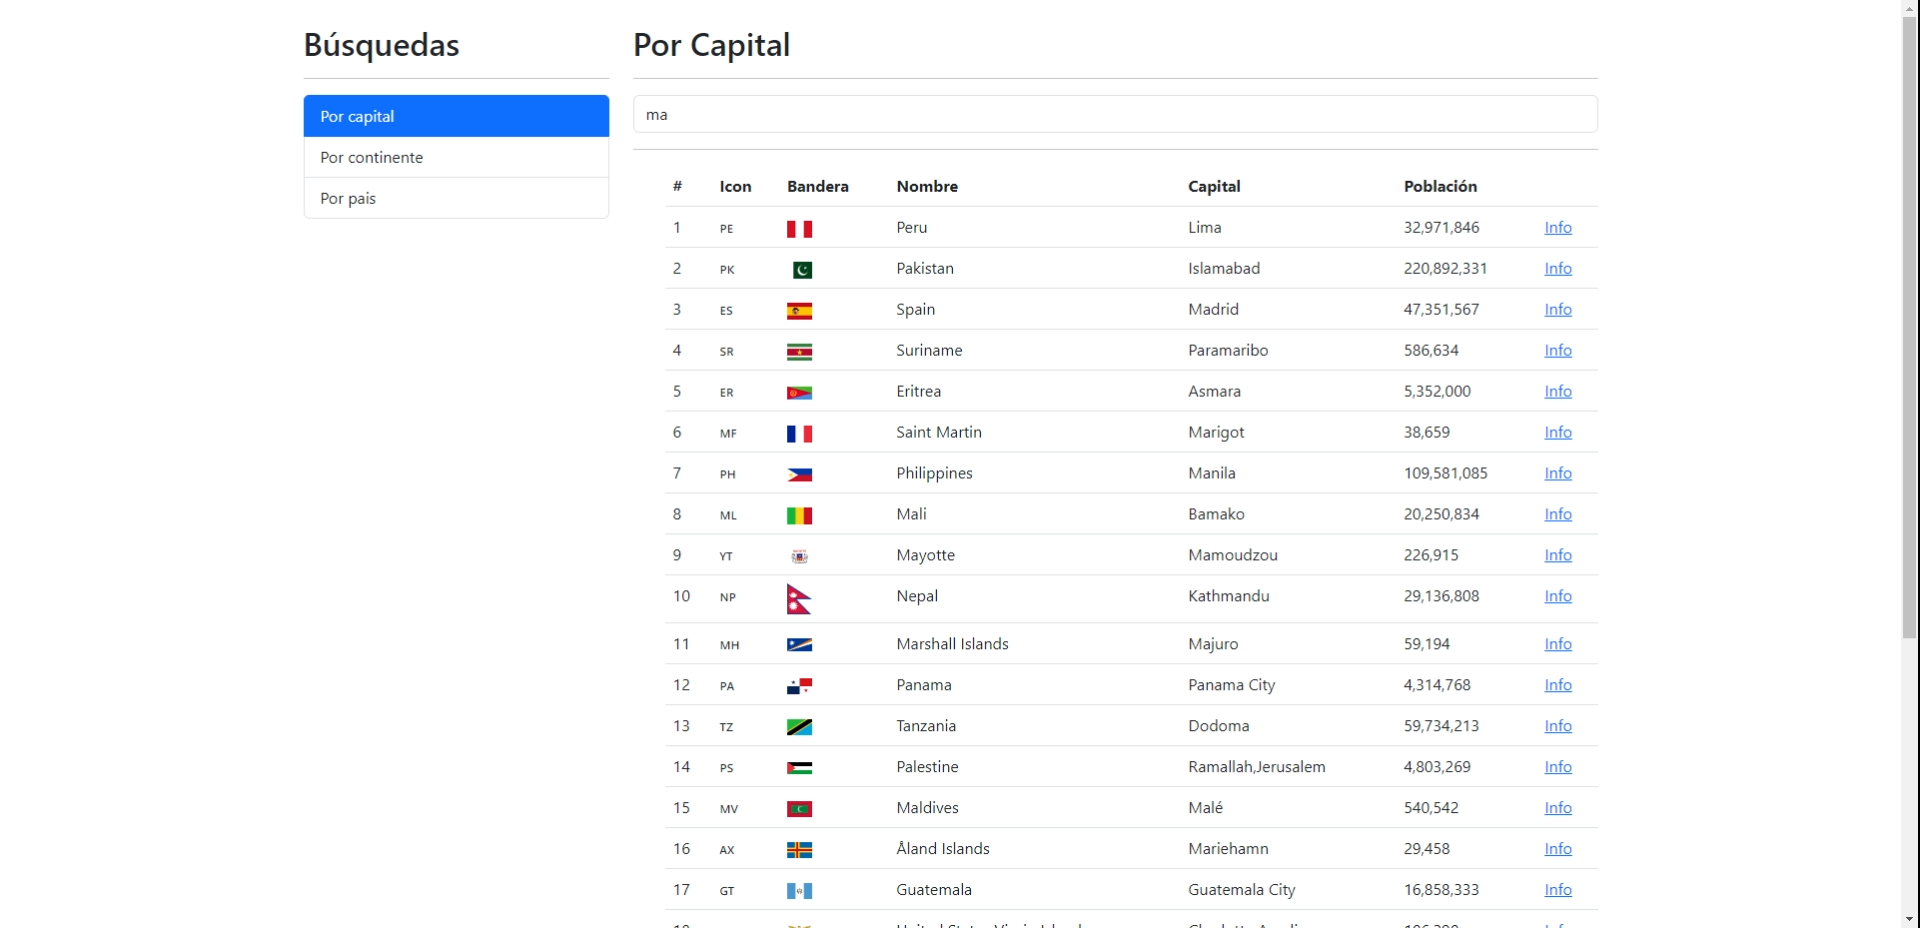 Búsquedas
Por capital
Por continente
Por pais
Por Capital
ma
# Icon Bandera Nombre Capital Población
1 PE Peru Lima 32,971,846 Info
2 PK Pakistan Islamabad 220,892,331 Info
3 ES Spain Madrid 47,351,567 Info
4 SR Suriname Paramaribo 586,634 Info
5 ER Eritrea Asmara 5,352,000 Info
6 MF Saint Martin Marigot 38,659 Info
7 PH Philippines Manila 109,581,085 Info
8 ML Mali Bamako 20,250,834 Info
9 YT Mayotte Mamoudzou 226,915 Info
10 NP Nepal Kathmandu 29,136,808 Info
11 MH Marshall Islands Majuro 59,194 Info
12 PA Panama Panama City 4,314,768 Info
13 TZ Tanzania Dodoma 59,734,213 Info
14 PS Palestine Ramallah,Jerusalem 4,803,269 Info
15 MV Maldives Malé 540,542 Info
16 AX Åland Islands Mariehamn 29,458 Info
17 GT Guatemala Guatemala City 16,858,333 Info